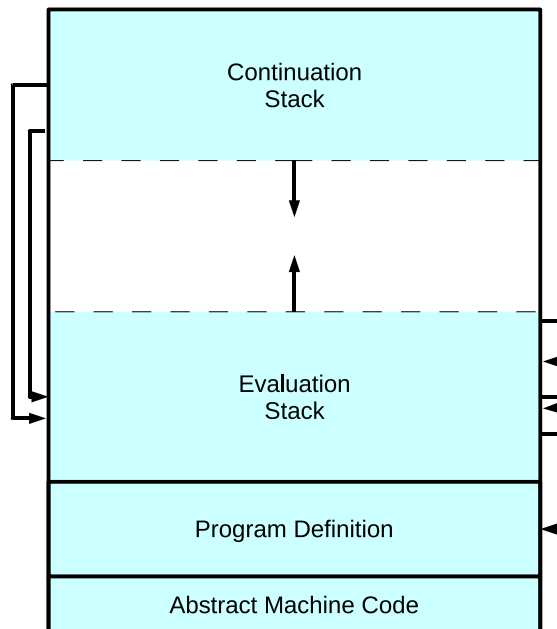 Continuation
Stack
Evaluation
Stack
Program Definition
Abstract Machine Code